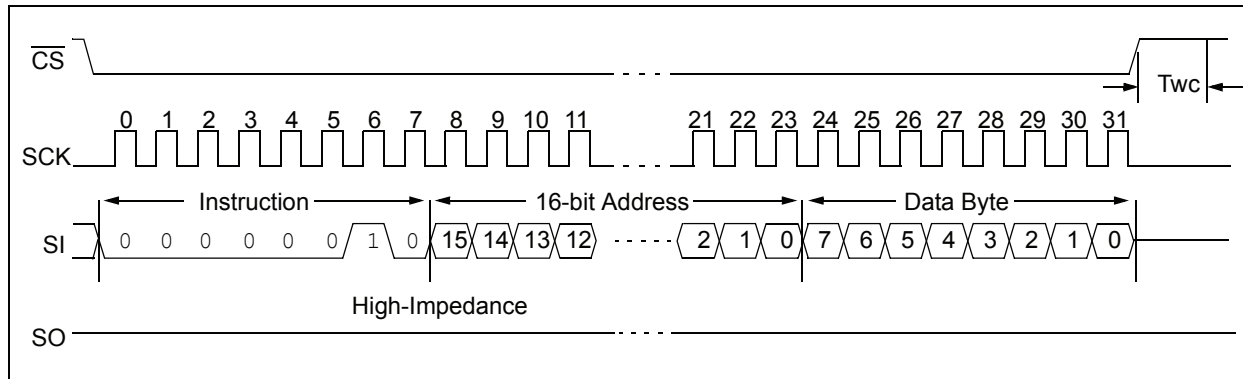 CS
Twc
0 1 2 3 4 5 6 7 8 9 10 11 21 22 23 24 25 26 27 28 29 30 31
SCK
Instruction 16-bit Address Data Byte
SI 0 0 0 0 0 0 1 0 15 14 13 12 2 1 0 7 6 5 4 3 2 1 0
High-Impedance
SO